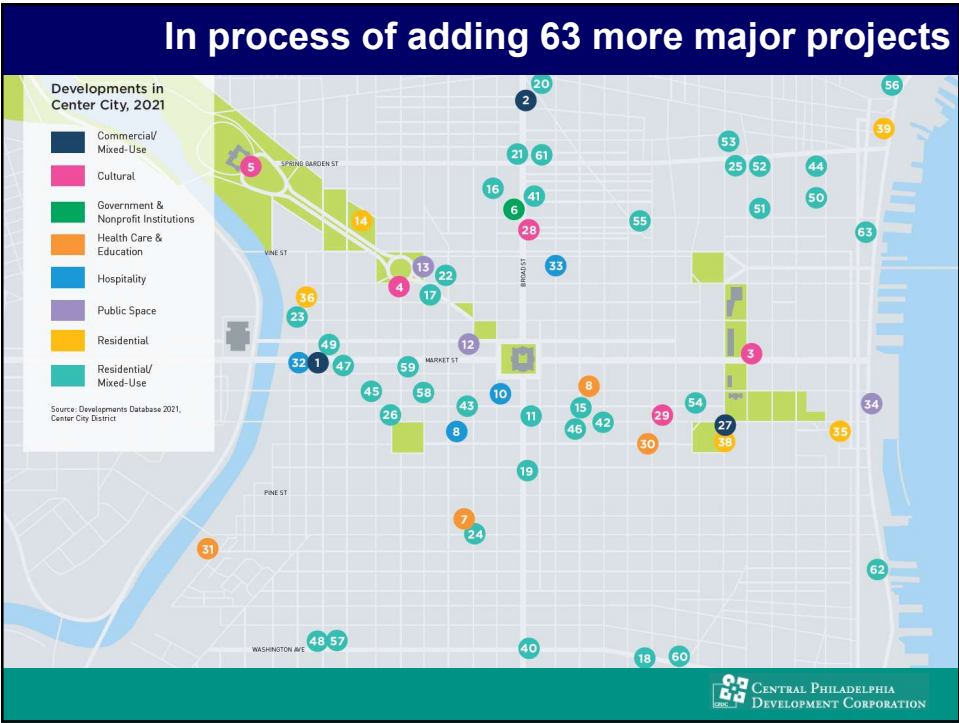 In process of adding 63 more major projects
Developments in
Center City, 2021
Commercial/
Mixed-Use
Cultural
Government &
Nonprofit Institutions
Health Care &
Education
Hospitality
Public Space
Residential
Residential/
Mixed-Use
Source: Developments Database 2021,
Center City District
20
56
2
39
53
21 61
SPRING GARDEN ST
5
25 52
44
16
41
50
6
51
14
55
28
63
VINE ST
BROAD ST
13
33
22
4
17
36
23
12
49
3
32 1
47
59
MARKET ST
8
45
58
10
54
34
43
15
26
11
29
42
27
46
8
35
38
30
19
PINE ST
7
24
31
62
48 57
WASHINGTON AVE
40
18
60
CPDC
CENTRAL PHILADELPHIA
DEVELOPMENT CORPORATION